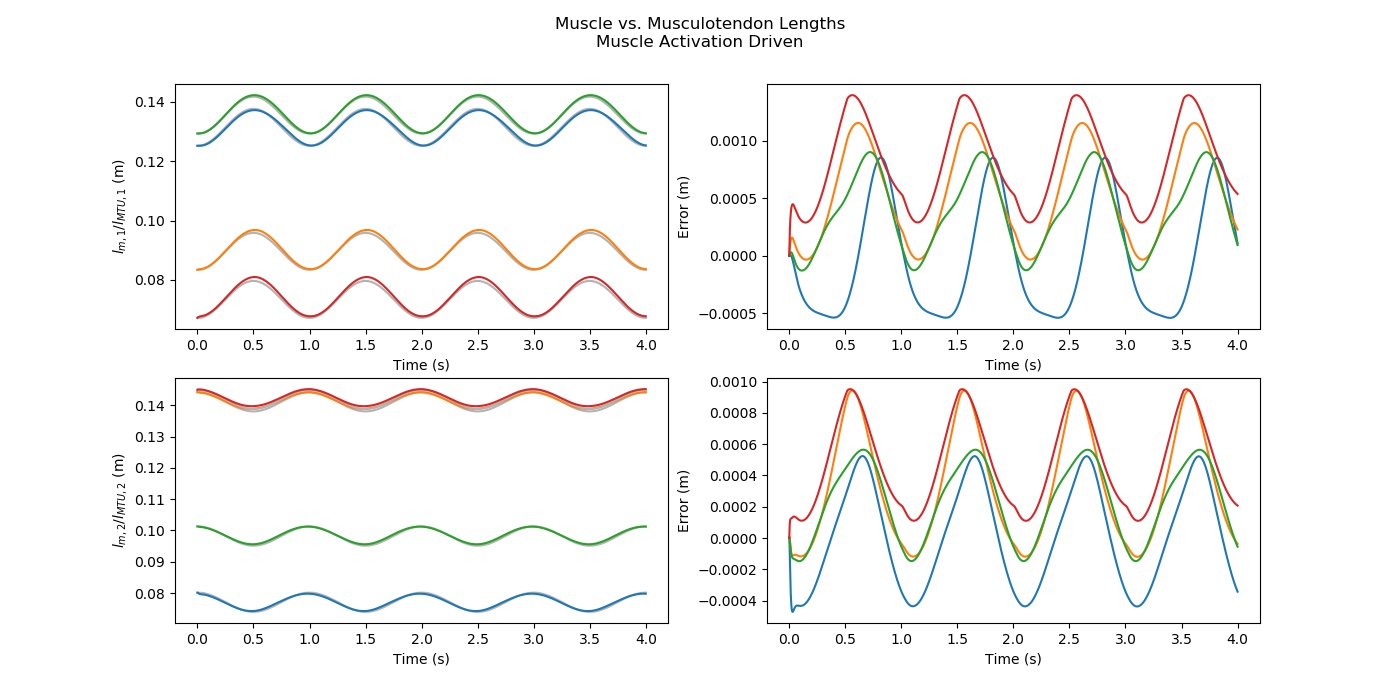 Muscle vs. Musculotendon Lengths
Muscle Activation Driven
l_{m,1}/l_{MTU,1} (m)
0.14
0.12
0.10
0.08
0.0 0.5 1.0 1.5 2.0 2.5 3.0 3.5 4.0
Time (s)
Error (m)
0.0010
0.0005
0.0000
−0.0005
0.0 0.5 1.0 1.5 2.0 2.5 3.0 3.5 4.0
Time (s)
l_{m,2}/l_{MTU,2} (m)
0.14
0.13
0.12
0.11
0.10
0.09
0.08
0.0 0.5 1.0 1.5 2.0 2.5 3.0 3.5 4.0
Time (s)
Error (m)
0.0010
0.0008
0.0006
0.0004
0.0002
0.0000
−0.0002
−0.0004
0.0 0.5 1.0 1.5 2.0 2.5 3.0 3.5 4.0
Time (s)